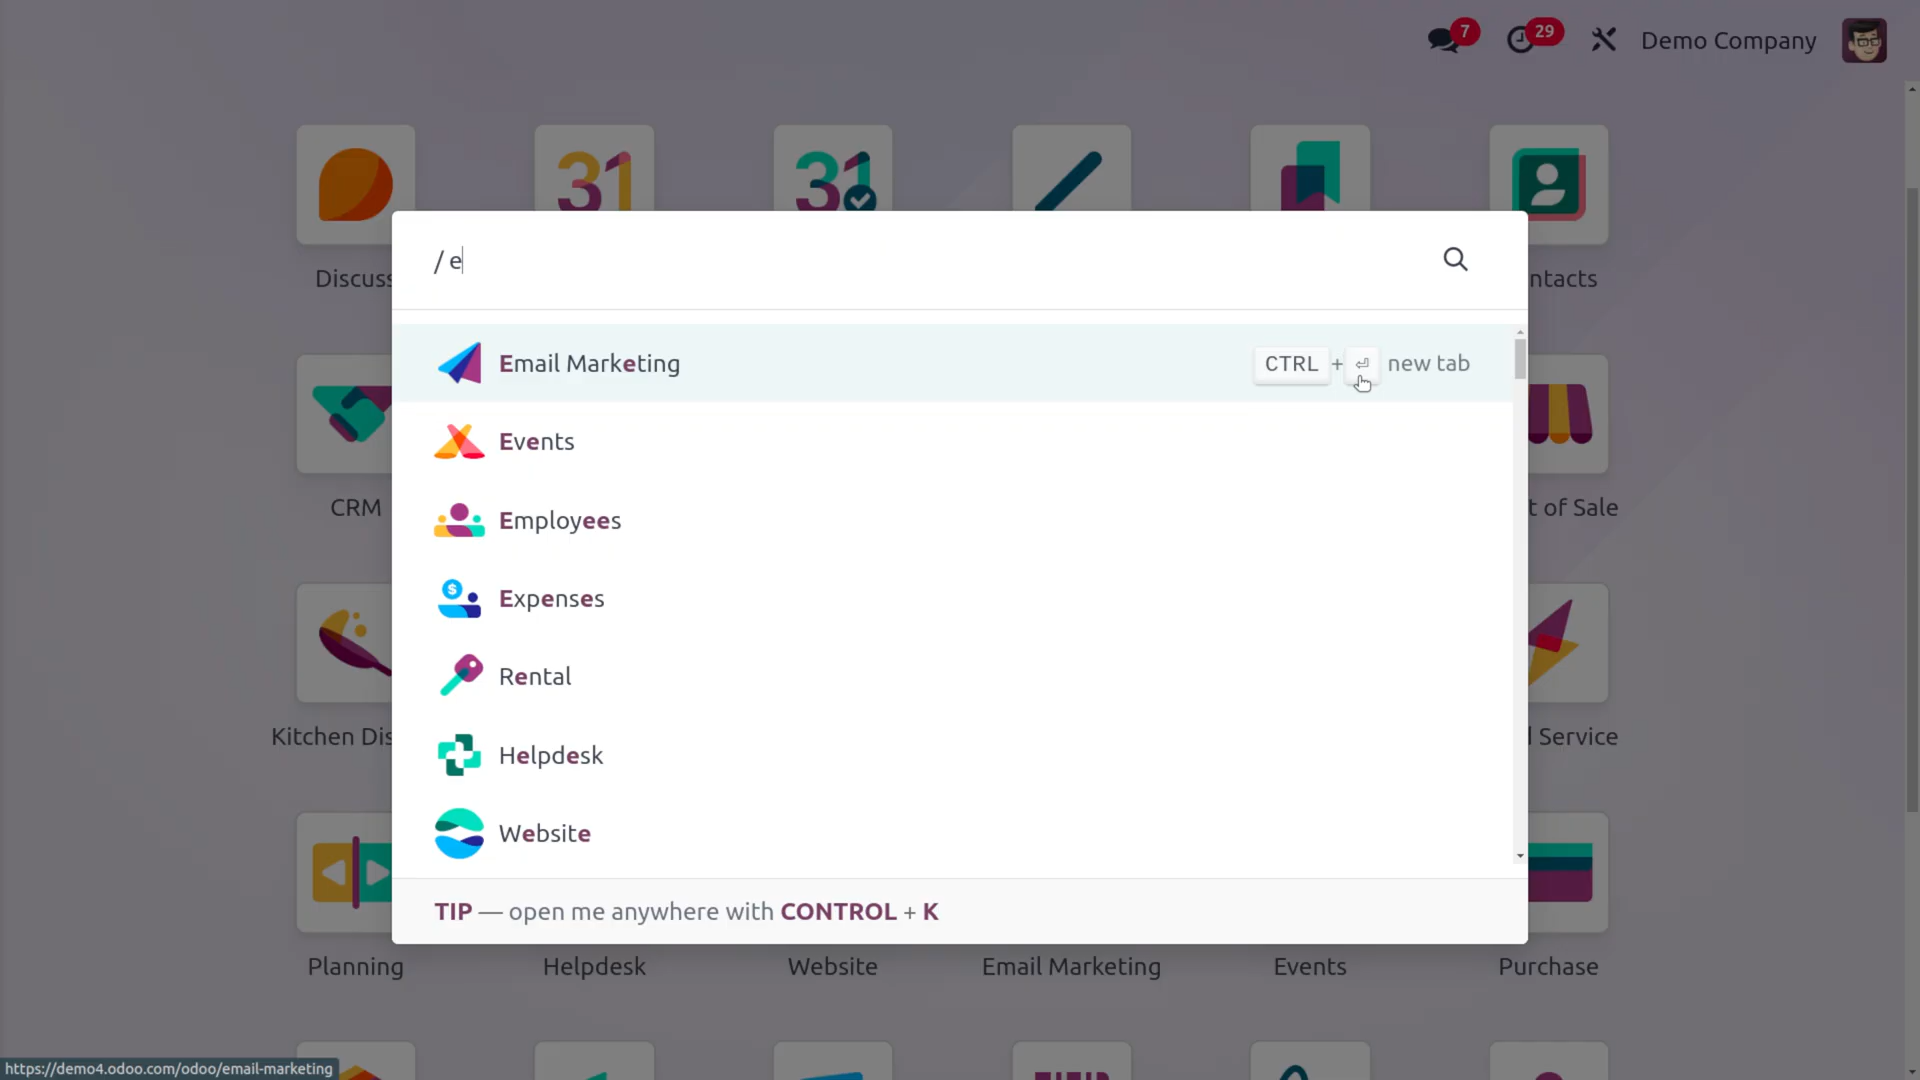 7
29
Demo Company
31
31
Discuss
ntacts
/ e
Email Marketing
CTRL + ⏎ new tab
Events
Employees
Expenses
Rental
Helpdesk
Website
TIP — open me anywhere with CONTROL + K
CRM
t of Sale
Kitchen Dis
Service
Planning
Helpdesk
Website
Email Marketing
Events
Purchase
https://demo4.odoo.com/odoo/email-marketing